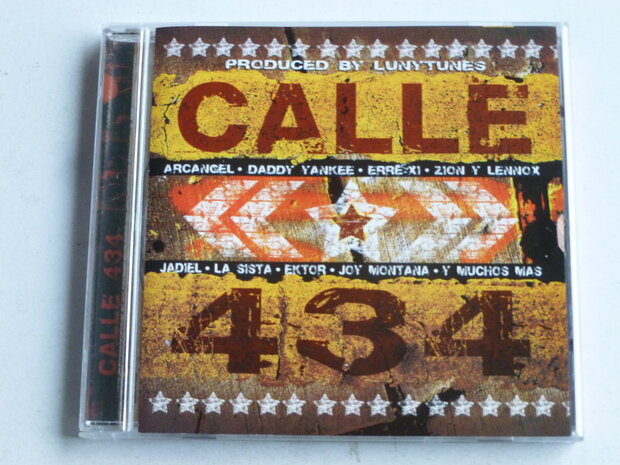 PRODUCED BY LUNYTUNES
CALLE
ARCANGEL • DADDY YANKEE • ERRE-XI • ZION Y LENNOX
JADIEL • LA SISTA • EKTOR • JOY MONTANA • Y MUCHOS MAS
434
CALLE 434